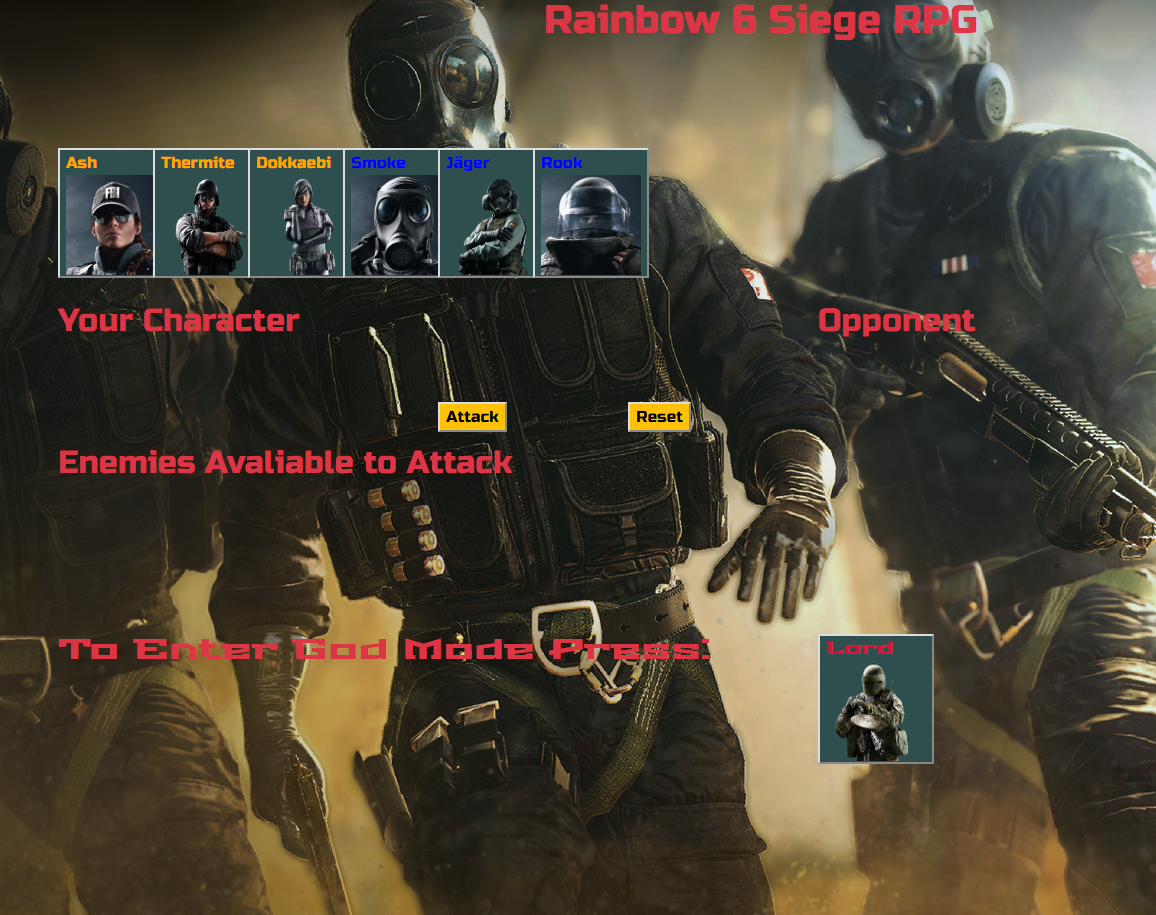 Rainbow 6 Siege RPG
Ash Thermite Dokkaebi Smoke Jäger Rook
FBI
Your Character Opponent
Attack Reset
Enemies Avaliable to Attack
To Enter God Mode Press: Lord